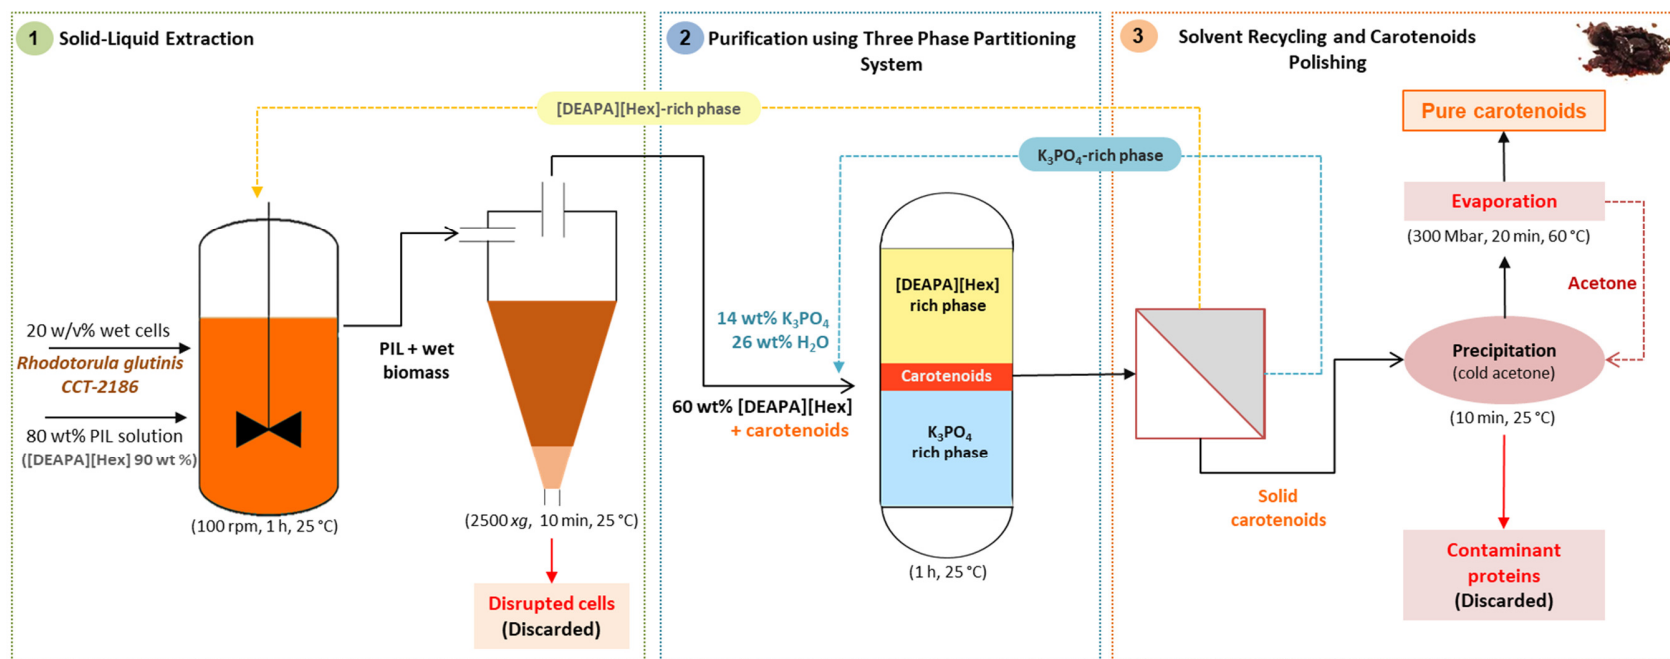 1 Solid-Liquid Extraction
20 w/v% wet cells
Rhodotorula glutinis
CCT-2186
80 wt% PIL solution
([DEAPA][Hex] 90 wt %)
(100 rpm, 1 h, 25 °C)
PIL + wet
biomass
(2500 xg, 10 min, 25 °C)
Disrupted cells
(Discarded)
[DEAPA][Hex]-rich phase
2 Purification using Three Phase Partitioning
System
K₃PO₄-rich phase
14 wt% K₃PO₄
26 wt% H₂O
60 wt% [DEAPA][Hex]
+ carotenoids
[DEAPA][Hex]
rich phase
Carotenoids
K₃PO₄
rich phase
(1 h, 25 °C)
3 Solvent Recycling and Carotenoids
Polishing
Pure carotenoids
Evaporation
(300 Mbar, 20 min, 60 °C)
Acetone
Precipitation
(cold acetone)
(10 min, 25 °C)
Solid
carotenoids
Contaminant
proteins
(Discarded)